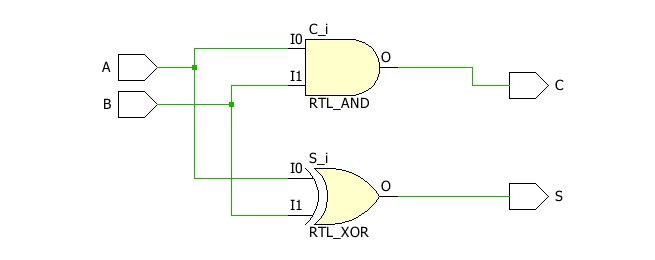 C_i
I0
A
O
I1
C
B
RTL_AND
S_i
I0
O
S
I1
RTL_XOR